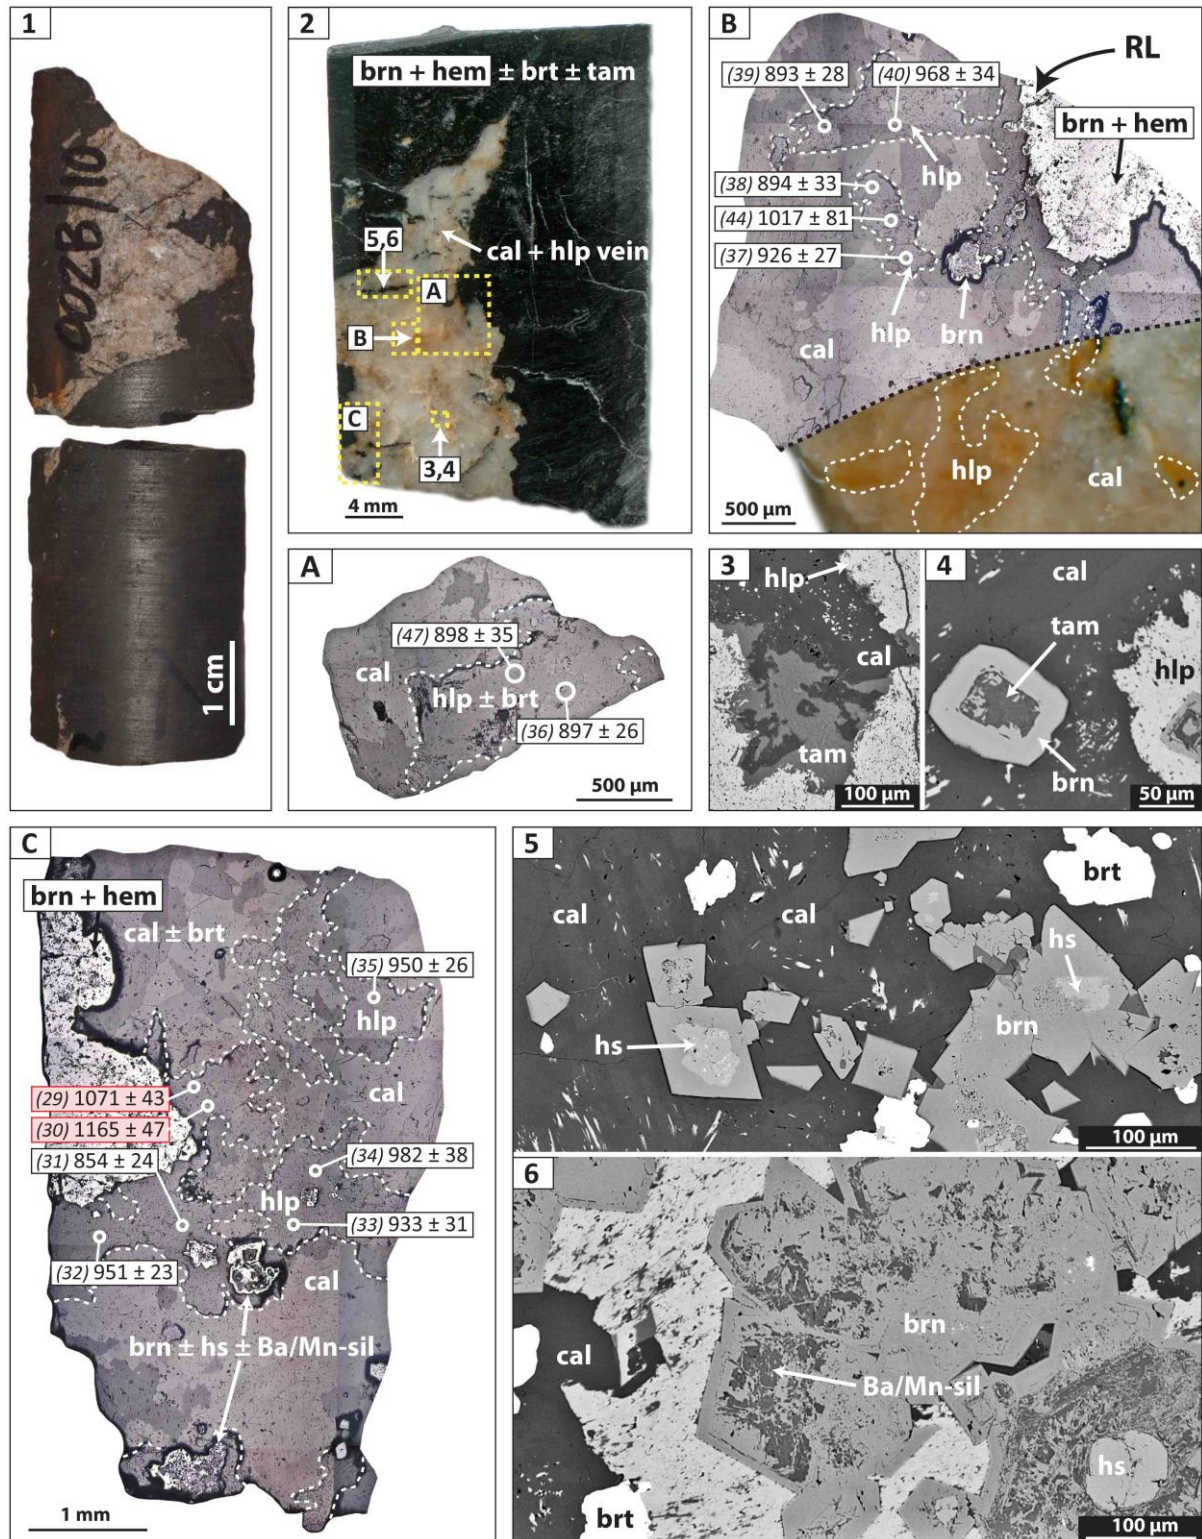 1
002B/10
1 cm
2
brn + hem ± brt ± tam
cal + hlp vein
5,6
A
B
C
3,4
4 mm
B
(39) 893 ± 28
(40) 968 ± 34
RL
brn + hem
hlp
(38) 894 ± 33
(44) 1017 ± 81
(37) 926 ± 27
hlp
brn
cal
hlp
cal
500 µm
A
(47) 898 ± 35
cal
hlp ± brt
(36) 897 ± 26
500 µm
3
hlp
cal
tam
100 µm
4
cal
tam
hlp
brn
50 µm
C
brn + hem
cal ± brt
(35) 950 ± 26
hlp
(29) 1071 ± 43
cal
(30) 1165 ± 47
(31) 854 ± 24
(34) 982 ± 38
hlp
(33) 933 ± 31
(32) 951 ± 23
cal
brn ± hs ± Ba/Mn-sil
1 mm
5
brt
cal
cal
hs
brn
hs
100 µm
6
brn
cal
Ba/Mn-sil
hs
brt
100 µm